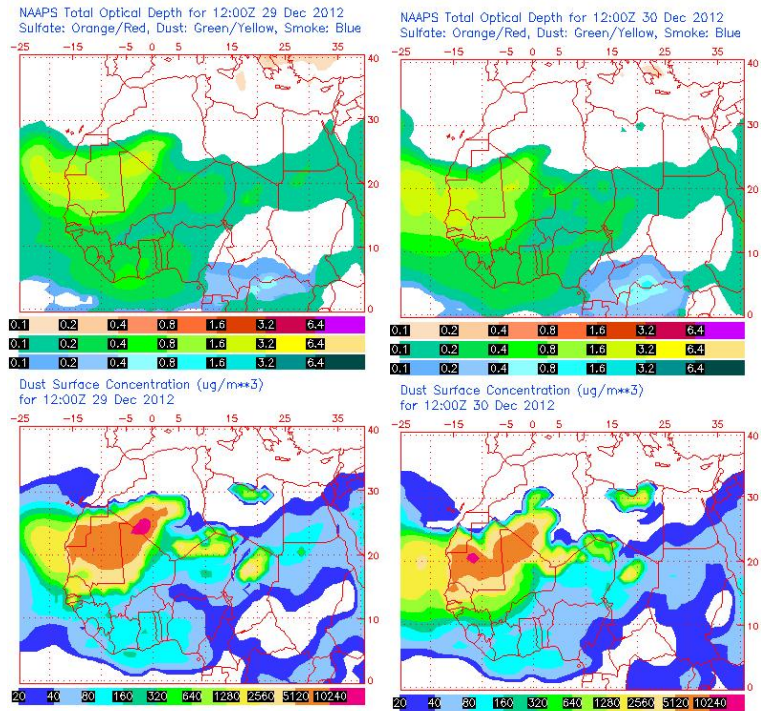 NAAPS Total Optical Depth for 12:00Z 29 Dec 2012
Sulfate: Orange/Red, Dust: Green/Yellow, Smoke: Blue
-25 -15 -5 0 5 15 25 35
40
30
20
10
0
0.1 0.2 0.4 0.8 1.6 3.2 6.4
0.1 0.2 0.4 0.8 1.6 3.2 6.4
0.1 0.2 0.4 0.8 1.6 3.2 6.4
NAAPS Total Optical Depth for 12:00Z 30 Dec 2012
Sulfate: Orange/Red, Dust: Green/Yellow, Smoke: Blue
-25 -15 -5 0 5 15 25 35
40
30
20
10
0
0.1 0.2 0.4 0.8 1.6 3.2 6.4
0.1 0.2 0.4 0.8 1.6 3.2 6.4
0.1 0.2 0.4 0.8 1.6 3.2 6.4
Dust Surface Concentration (ug/m**3)
for 12:00Z 29 Dec 2012
-25 -15 -5 0 5 15 25 35
40
30
20
10
0
20 40 80 160 320 640 1280 2560 5120 10240
Dust Surface Concentration (ug/m**3)
for 12:00Z 30 Dec 2012
-25 -15 -5 0 5 15 25 35
40
30
20
10
0
20 40 80 160 320 640 1280 2560 5120 10240